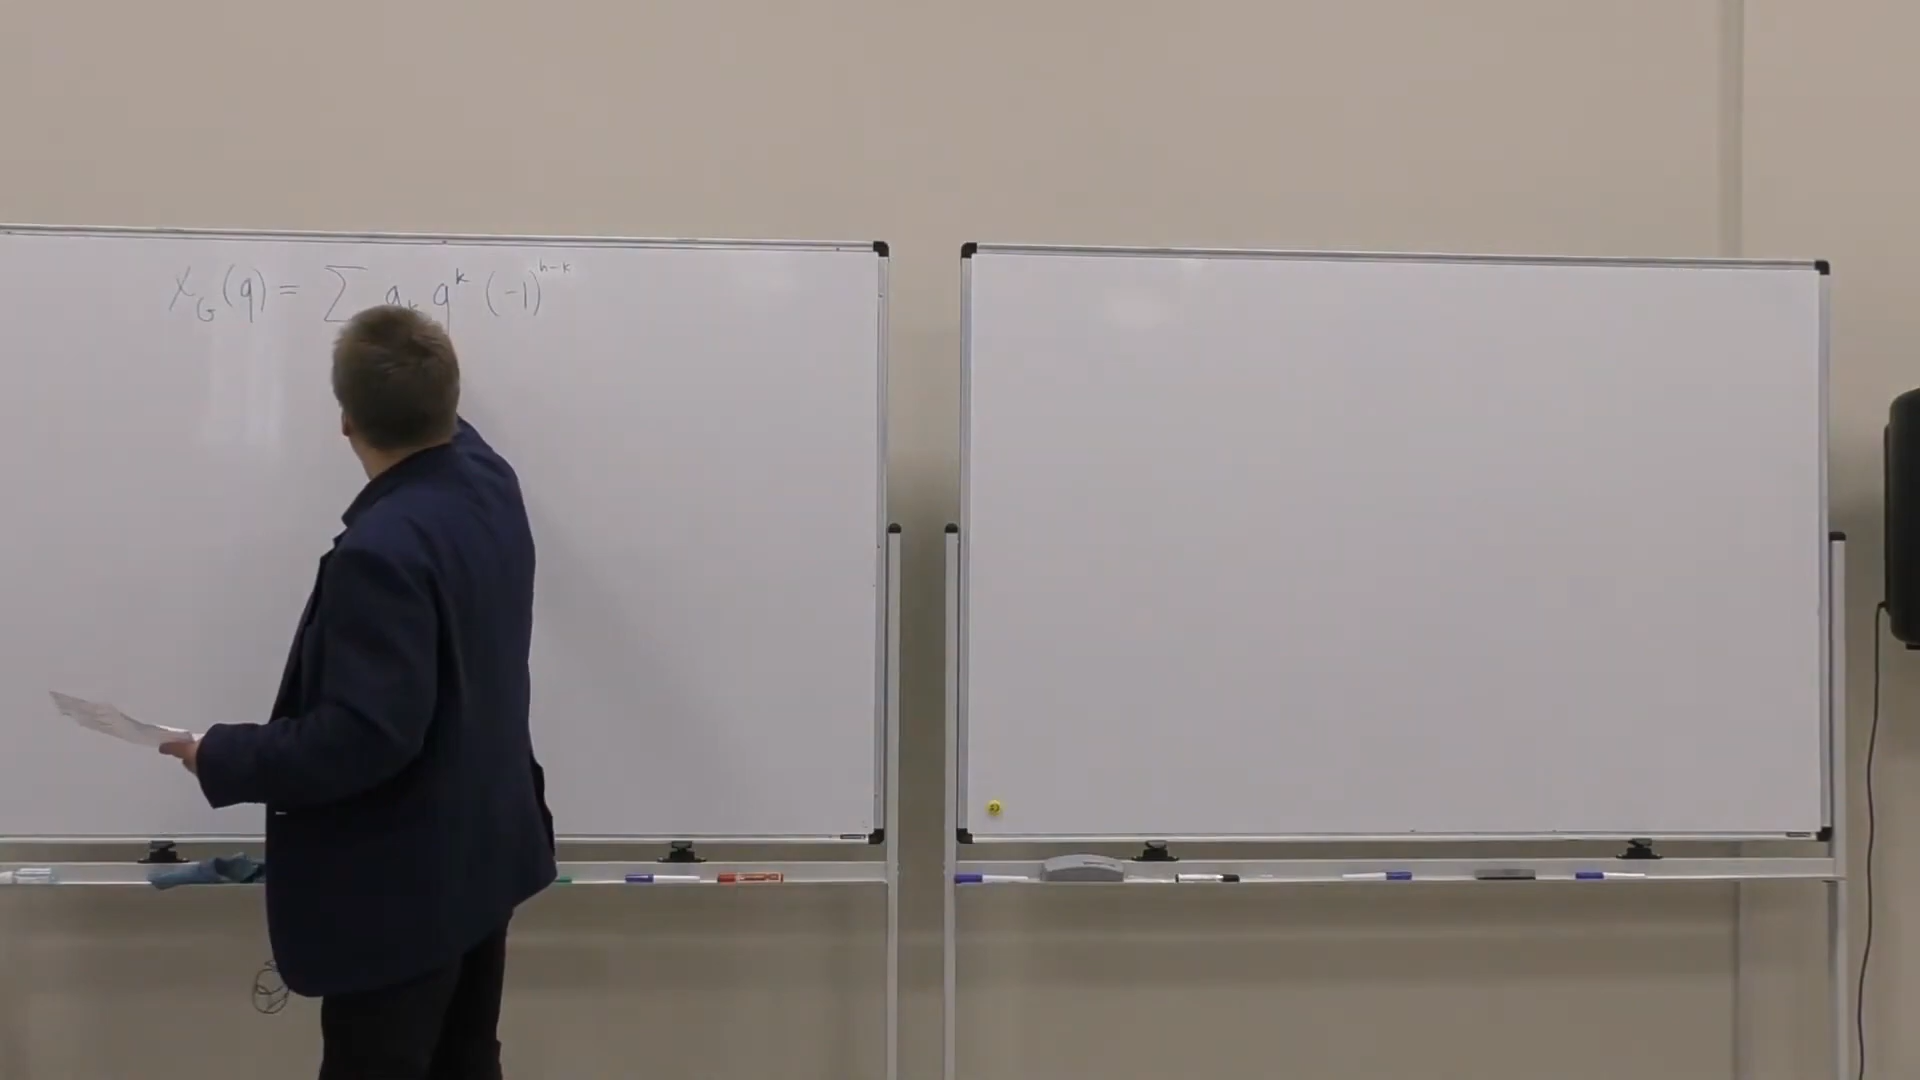 χ_G(q) = ∑ a_k q^k (-1)^{n-k}